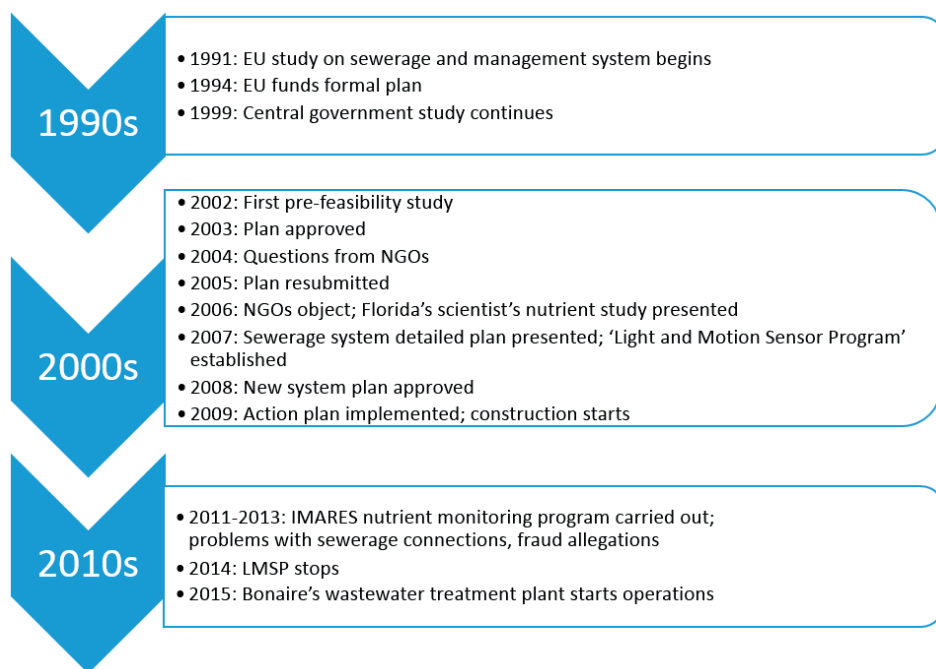 1990s
• 1991: EU study on sewerage and management system begins
• 1994: EU funds formal plan
• 1999: Central government study continues
2000s
• 2002: First pre-feasibility study
• 2003: Plan approved
• 2004: Questions from NGOs
• 2005: Plan resubmitted
• 2006: NGOs object; Florida’s scientist’s nutrient study presented
• 2007: Sewerage system detailed plan presented; ‘Light and Motion Sensor Program’
established
• 2008: New system plan approved
• 2009: Action plan implemented; construction starts
2010s
• 2011-2013: IMARES nutrient monitoring program carried out;
problems with sewerage connections, fraud allegations
• 2014: LMSP stops
• 2015: Bonaire’s wastewater treatment plant starts operations